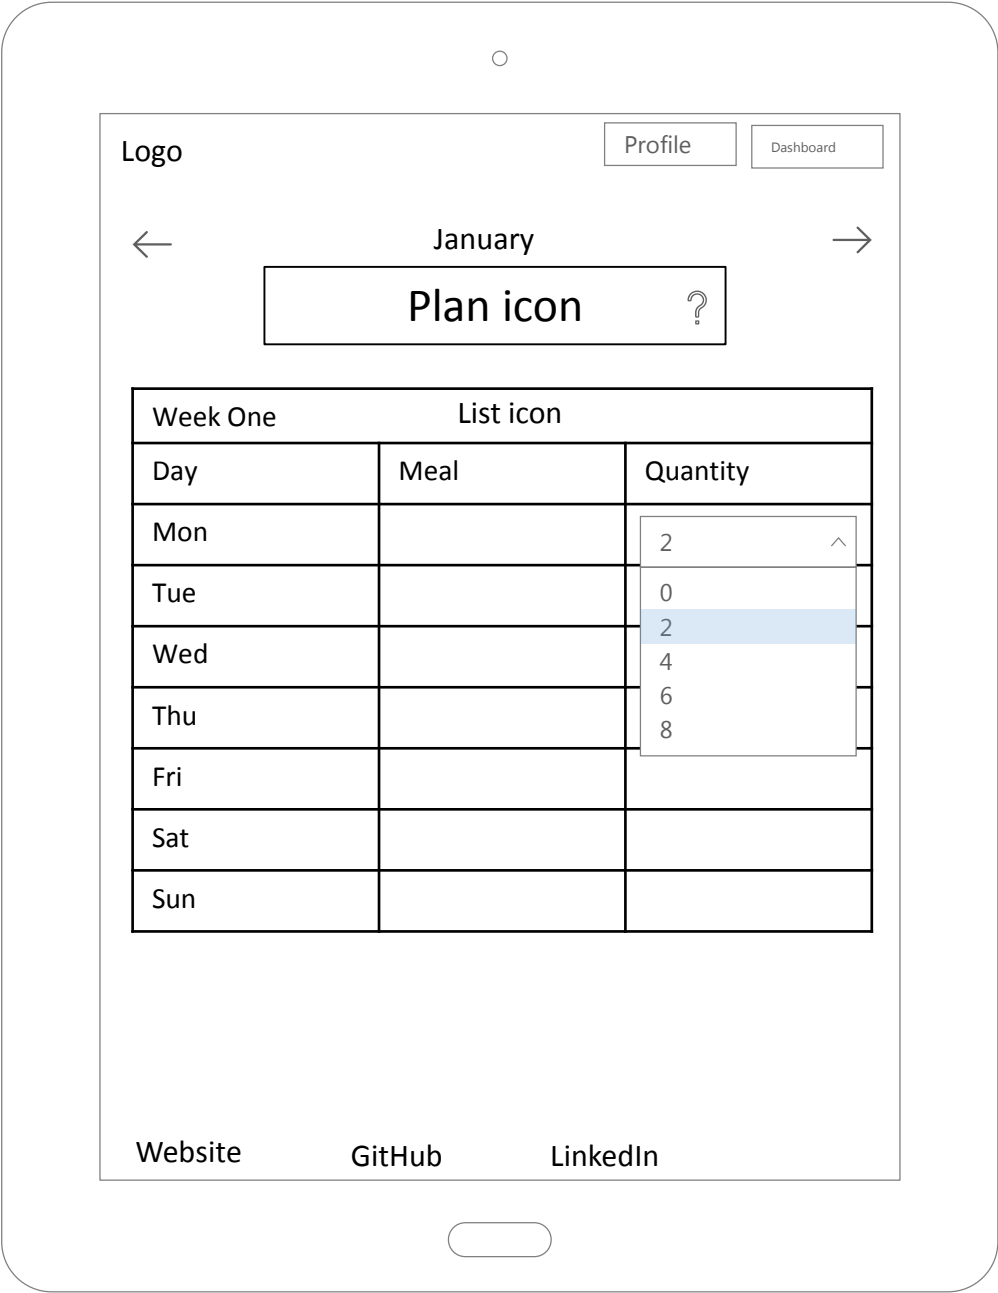 Logo
Profile
Dashboard
January
Plan icon ?
Week One
List icon
Day
Meal
Quantity
Mon
2
Tue
0
2
Wed
4
6
Thu
8
Fri
Sat
Sun
Website
GitHub
LinkedIn